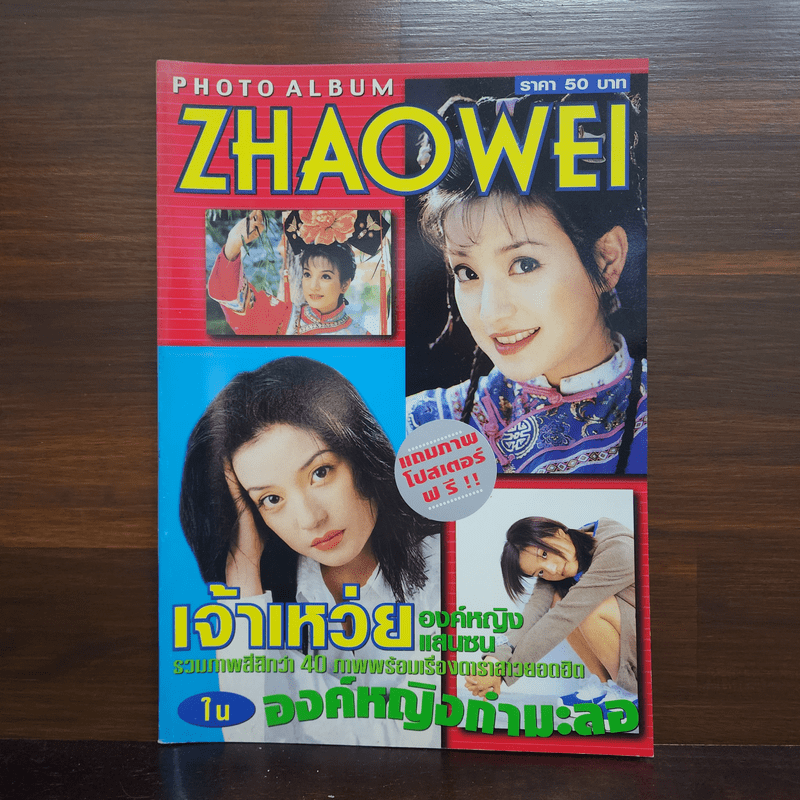 PHOTO ALBUM
ราคา 50 บาท
ZHAOWEI
แถมภาพ
โปสเตอร์
ฟรี!!
เจ้าเหว่ย
องค์หญิง
แสนซน
รวมภาพสี่สีกว่า 40 ภาพพร้อมเรื่องดาราสาวยอดฮิต
ใน องค์หญิงกำมะลอ